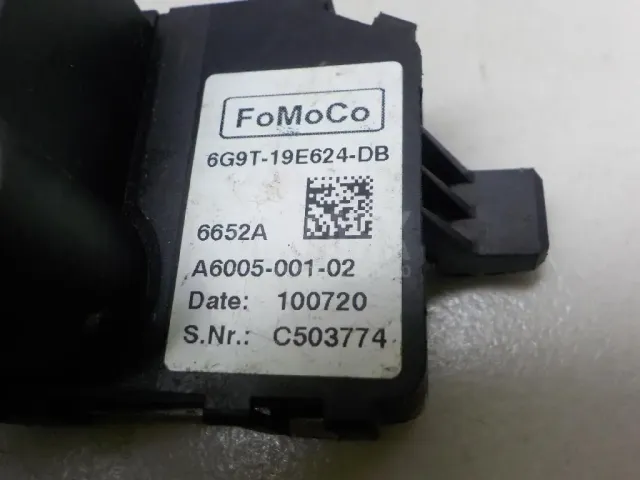 FoMoCo
6G9T-19E624-DB
6652A
A6005-001-02
Date: 100720
S.Nr.: C503774